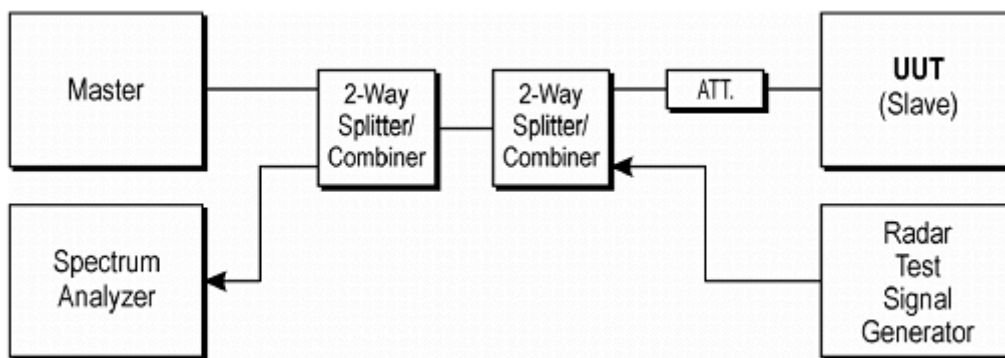 Master
2-Way
Splitter/
Combiner
2-Way
Splitter/
Combiner
ATT.
UUT
(Slave)
Spectrum
Analyzer
Radar
Test
Signal
Generator